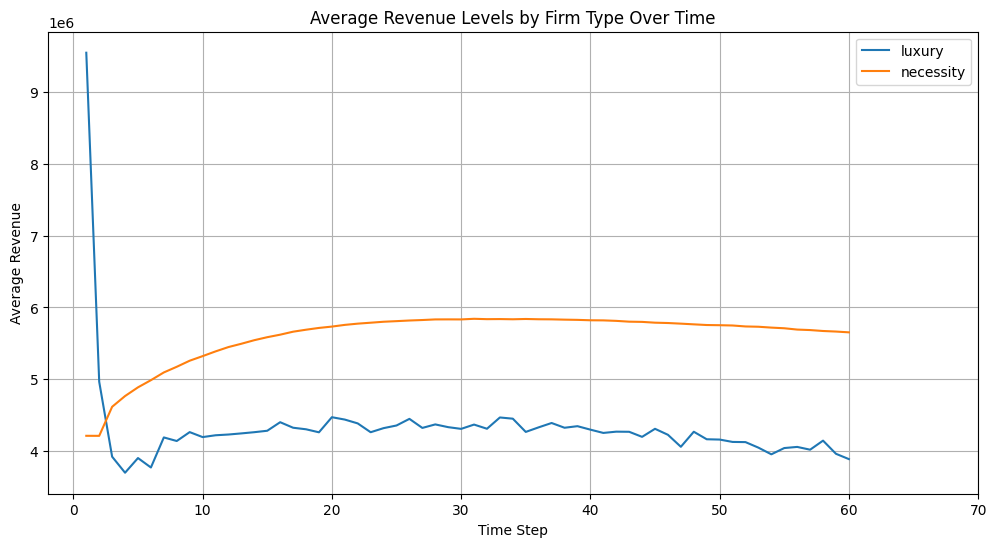 Average Revenue Levels by Firm Type Over Time
1e6
9
8
7
6
5
4
Average Revenue
luxury
necessity
0 10 20 30 40 50 60 70
Time Step